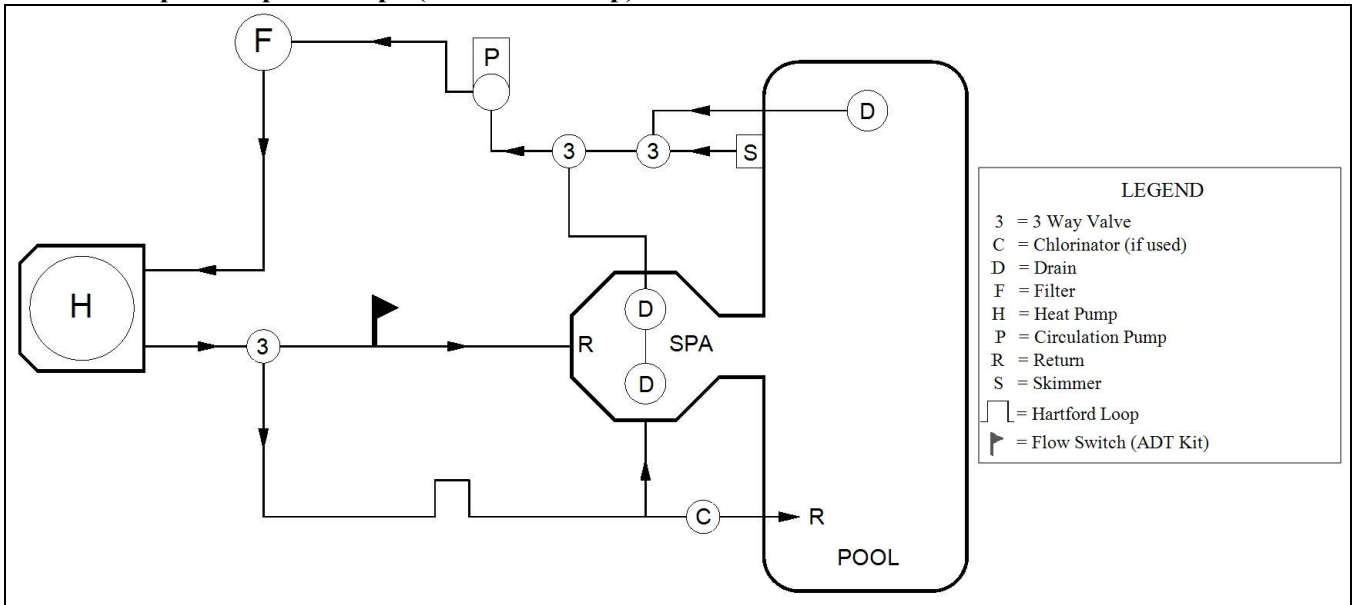 F
P
D
3
3
S
LEGEND
3 = 3 Way Valve
C = Chlorinator (if used)
D = Drain
F = Filter
H = Heat Pump
P = Circulation Pump
R = Return
S = Skimmer
= Hartford Loop
= Flow Switch (ADT Kit)
H
D
3
R
SPA
D
C
R
POOL